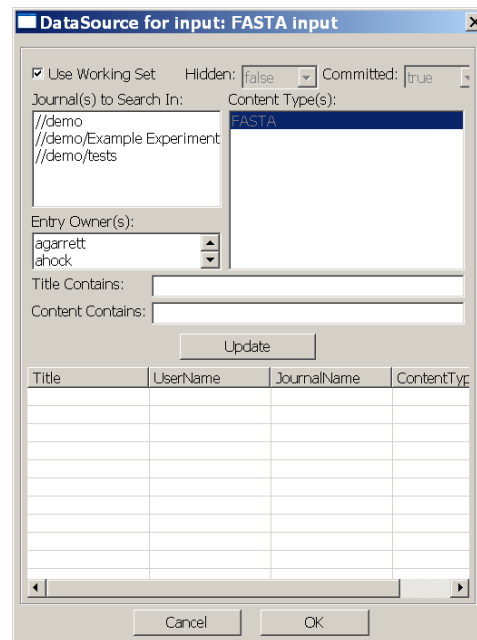 DataSource for input: FASTA input
Use Working Set Hidden: false Committed: true
Journal(s) to Search In: Content Type(s):
//demo
//demo/Example Experiment
//demo/tests
FASTA
Entry Owner(s):
agarrett
ahock
Title Contains:
Content Contains:
Update
Title UserName JournalName ContentTyp
Cancel OK